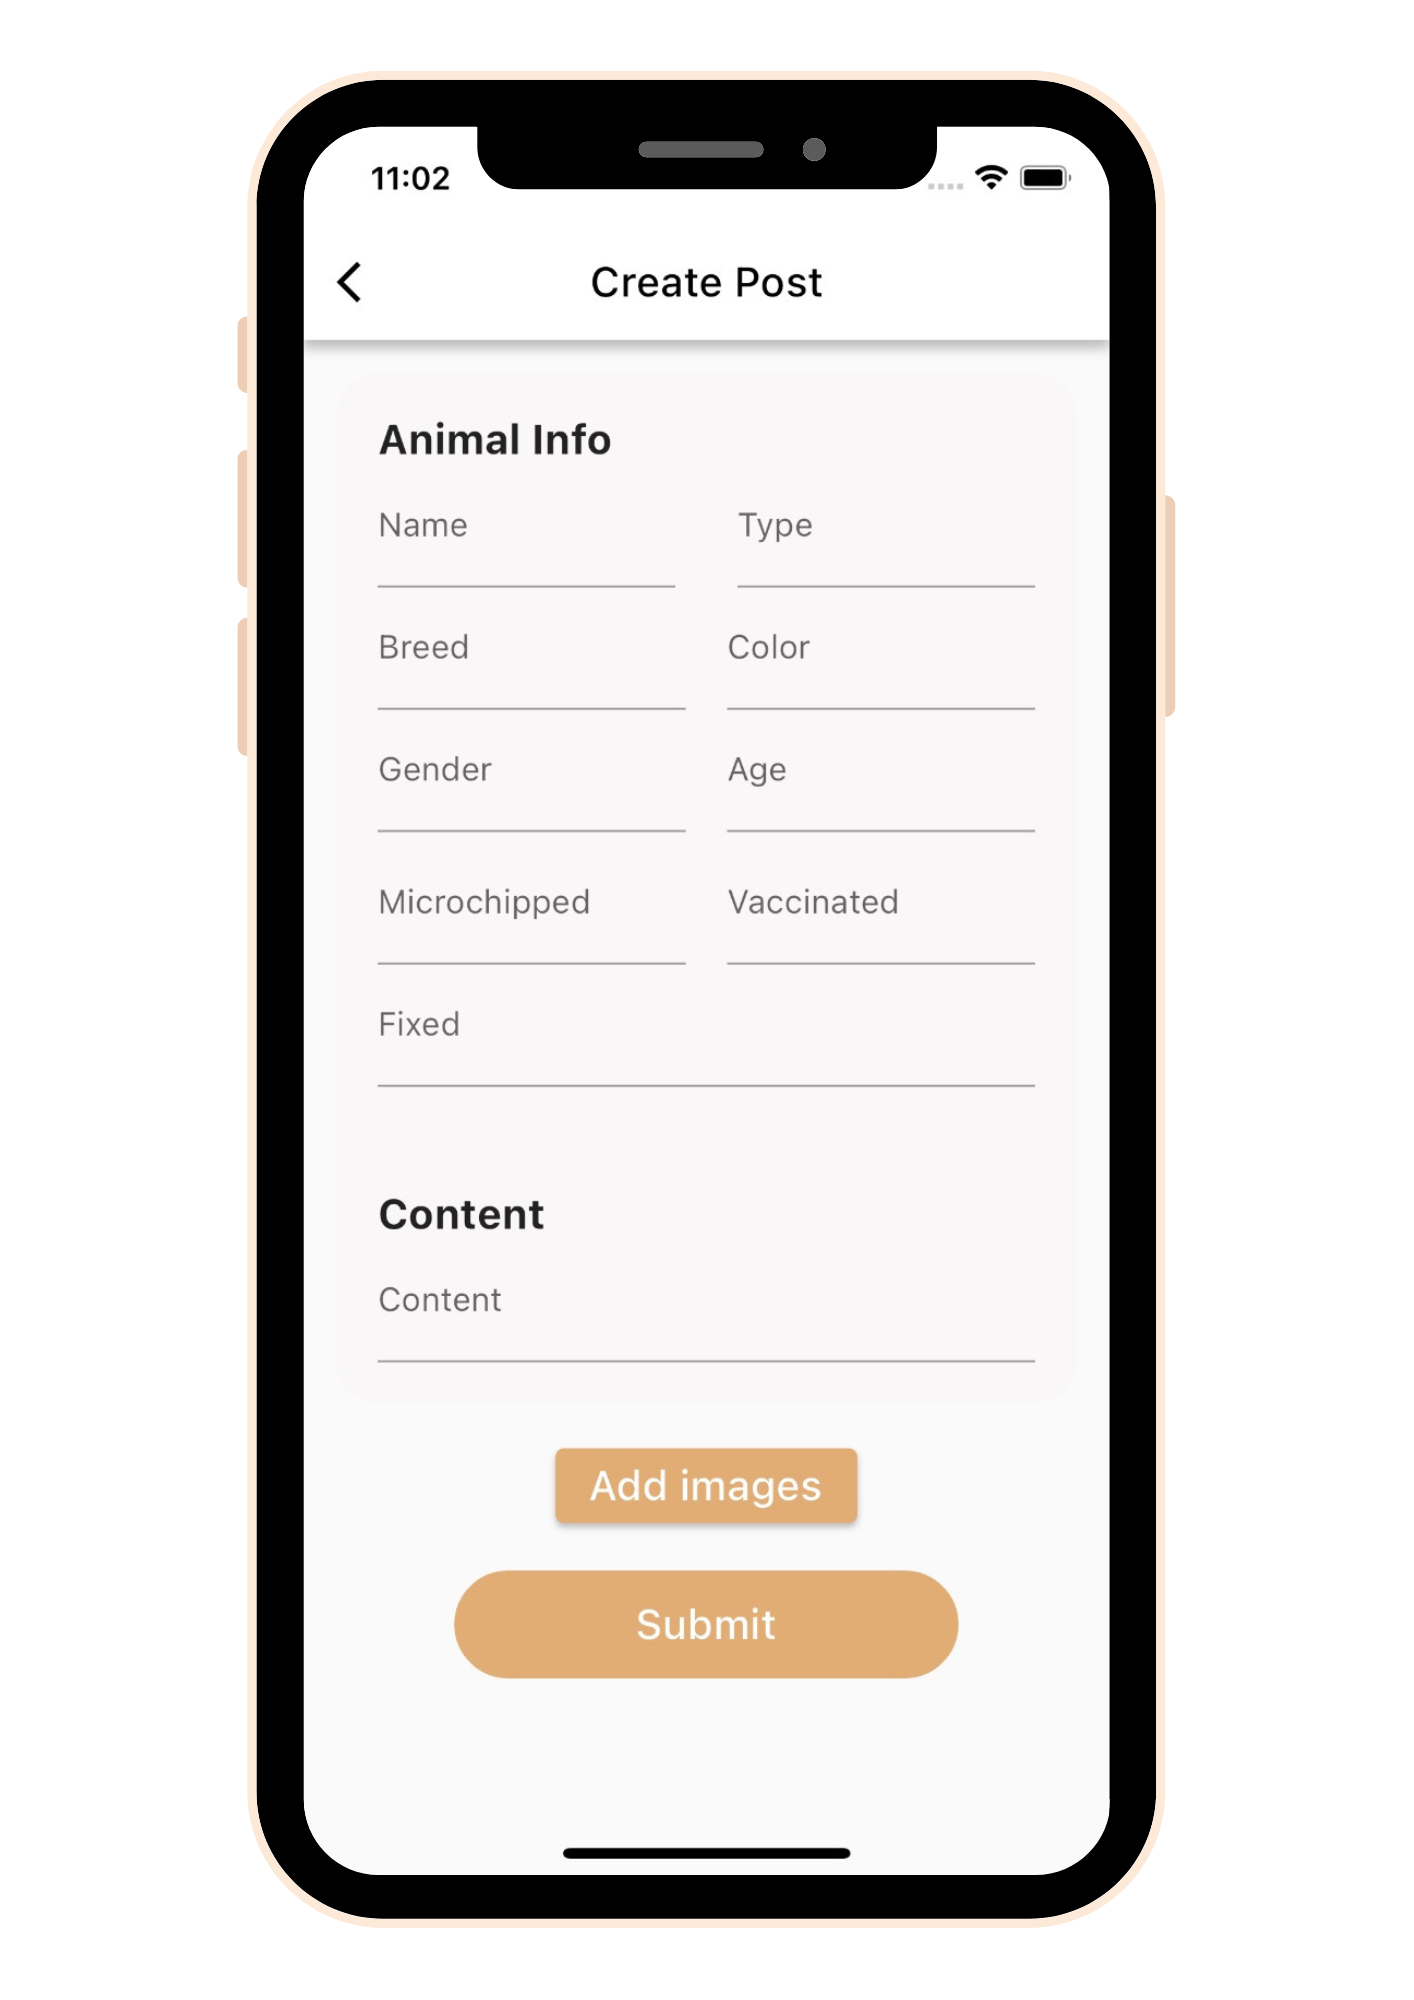 11:02
Create Post
Animal Info
Name Type
Breed Color
Gender Age
Microchipped Vaccinated
Fixed
Content
Content
Add images
Submit